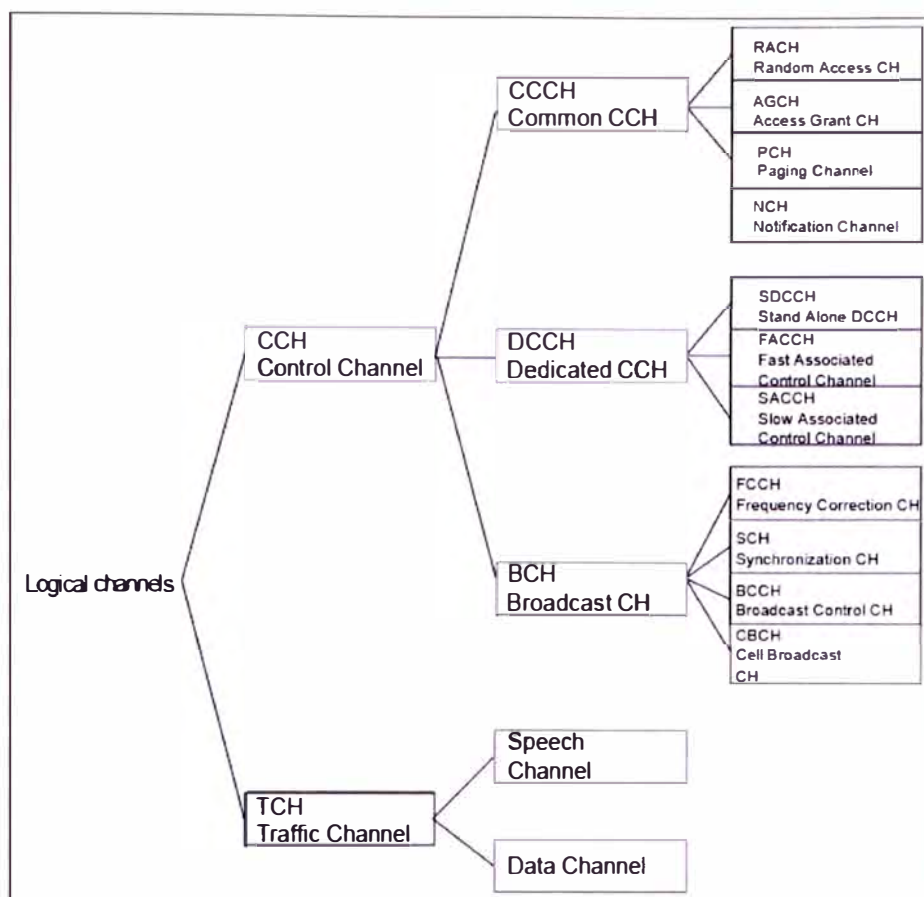 RACH
Random Access CH
AGCH
Access Grant CH
PCH
Paging Channel
NCH
Notification Channel
CCCH
Common CCH
SDCCH
Stand Alone DCCH
FACCH
Fast Associated
Control Channel
SACCH
Slow Associated
Control Channel
CCH
Control Channel
DCCH
Dedicated CCH
FCCH
Frequency Correction CH
SCH
Synchronization CH
BCCH
Broadcast Control CH
CBCH
Cell Broadcast
CH
BCH
Broadcast CH
Logical channels
Speech
Channel
TCH
Traffic Channel
Data Channel